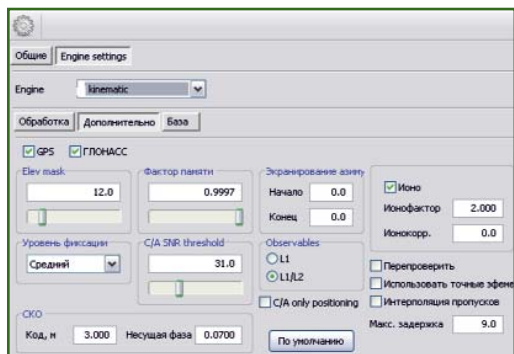 Общие Engine settings
Engine kinematic
Обработка Дополнительно База
GPS ГЛОНАСС
Elev mask
12.0
Фактор памяти
0.9997
Экранирование азиму
Начало 0.0
Конец 0.0
Ионо
Ионофактор 2.000
Ионокорр. 0.0
Уровень фиксации
Средний
C/A SNR threshold
31.0
Observables
L1
L1/L2
C/A only positioning
Перепроверить
Использовать точные эфеме
Интерполяция пропусков
Макс. задержка 9.0
СКО
Код, м 3.000 Несущая фаза 0.0700
По умолчанию